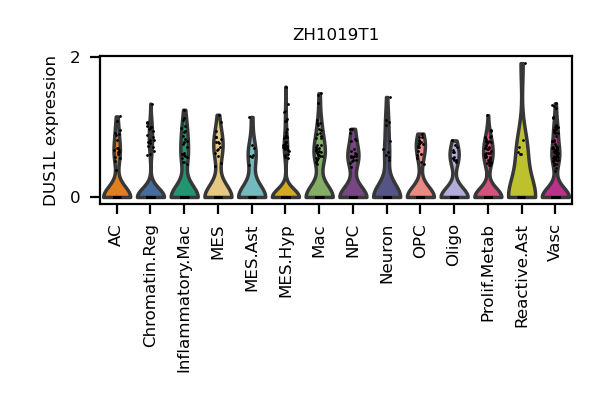 ZH1019T1
DUS1L expression
2
0
AC
Chromatin.Reg
Inflammatory.Mac
MES
MES.Ast
MES.Hyp
Mac
NPC
Neuron
OPC
Oligo
Prolif.Metab
Reactive.Ast
Vasc